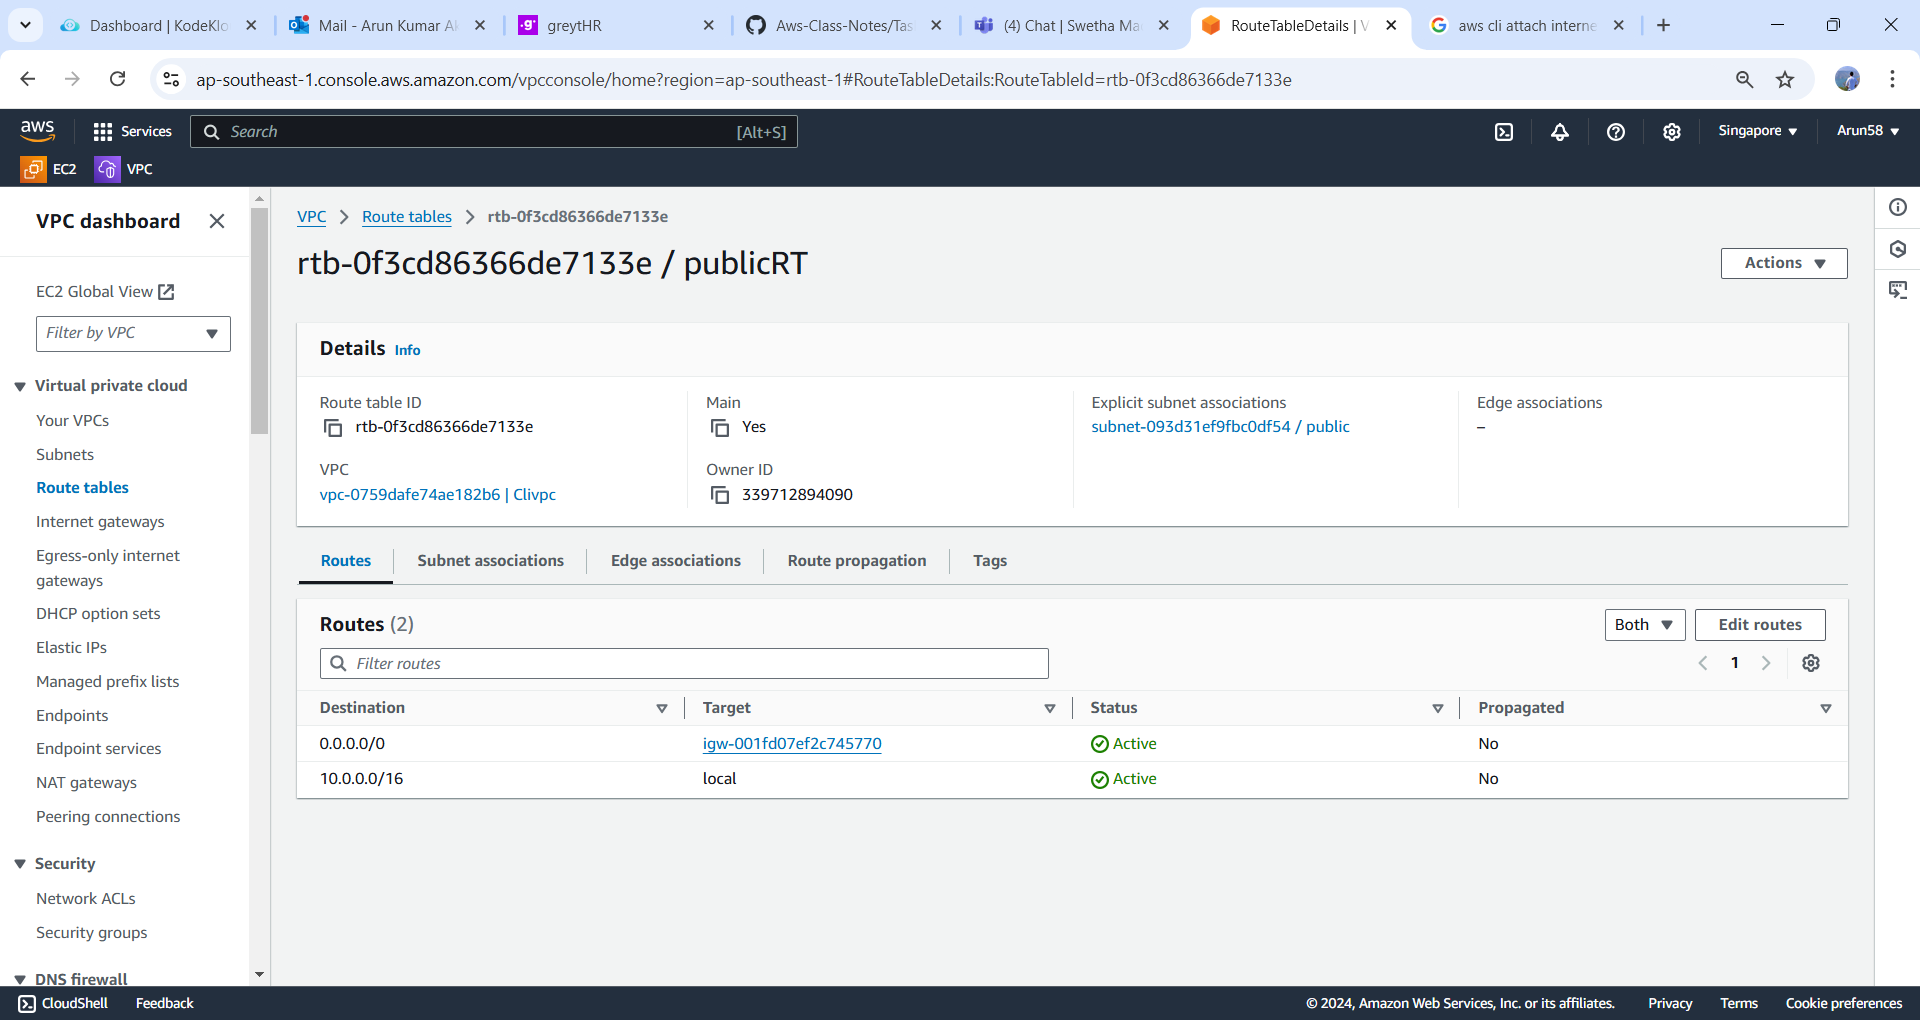 Dashboard | KodeKlo
Mail - Arun Kumar Ak
greytHR
Aws-Class-Notes/Tas
(4) Chat | Swetha Ma
RouteTableDetails | V
aws cli attach interne
ap-southeast-1.console.aws.amazon.com/vpcconsole/home?region=ap-southeast-1#RouteTableDetails:RouteTableId=rtb-0f3cd86366de7133e
aws
Services
Search
[Alt+S]
Singapore
Arun58
EC2
VPC
VPC dashboard
EC2 Global View
Filter by VPC
Virtual private cloud
Your VPCs
Subnets
Route tables
Internet gateways
Egress-only internet
gateways
DHCP option sets
Elastic IPs
Managed prefix lists
Endpoints
Endpoint services
NAT gateways
Peering connections
Security
Network ACLs
Security groups
DNS firewall
VPC
Route tables
rtb-0f3cd86366de7133e
rtb-0f3cd86366de7133e / publicRT
Actions
Details Info
Route table ID
rtb-0f3cd86366de7133e
Main
Yes
Explicit subnet associations
subnet-093d31ef9fbc0df54 / public
Edge associations
–
VPC
vpc-0759dafe74ae182b6 | Clivpc
Owner ID
339712894090
Routes
Subnet associations
Edge associations
Route propagation
Tags
Routes (2)
Both
Edit routes
Filter routes
1
Destination
Target
Status
Propagated
0.0.0.0/0
igw-001fd07ef2c745770
Active
No
10.0.0.0/16
local
Active
No
CloudShell
Feedback
© 2024, Amazon Web Services, Inc. or its affiliates.
Privacy
Terms
Cookie preferences